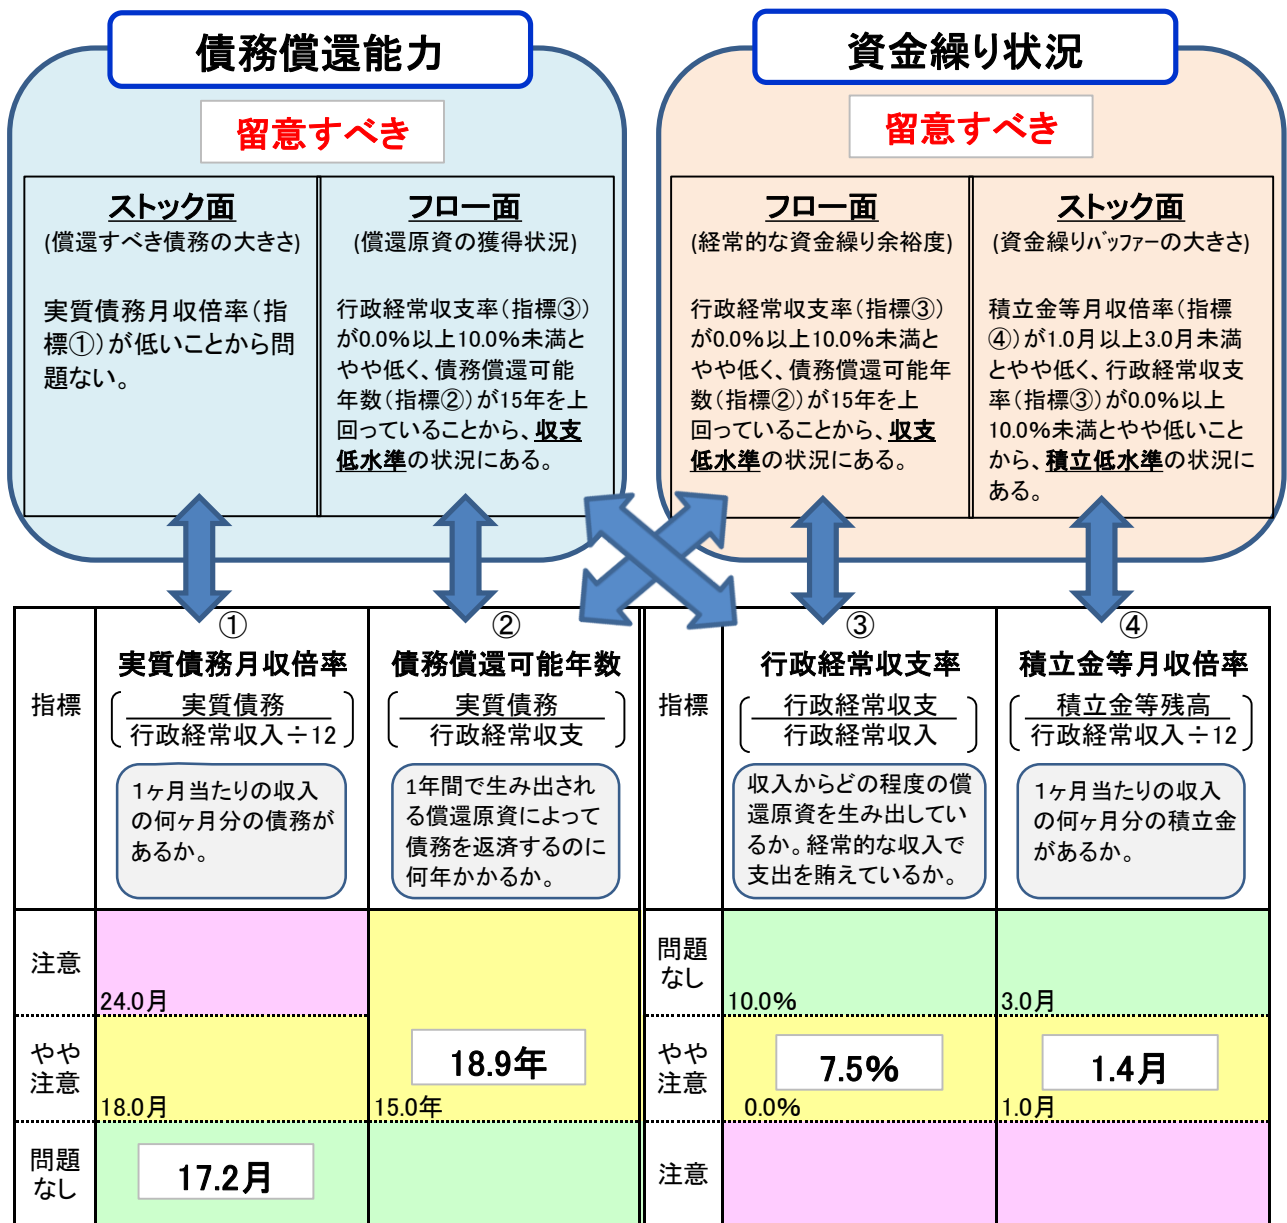 債務償還能力
留意すべき
ストック面
(償還すべき債務の大きさ)
実質債務月収倍率(指
標①)が低いことから問
題ない。
フロー面
(償還原資の獲得状況)
行政経常収支率(指標③)
が0.0%以上10.0%未満と
やや低く、債務償還可能
年数(指標②)が15年を上
回っていることから、収支
低水準の状況にある。
資金繰り状況
留意すべき
フロー面
(経常的な資金繰り余裕度)
行政経常収支率(指標③)
が0.0%以上10.0%未満と
やや低く、債務償還可能年
数(指標②)が15年を上
回っていることから、収支
低水準の状況にある。
ストック面
(資金繰りバッファーの大きさ)
積立金等月収倍率(指標
④)が1.0月以上3.0月未満
とやや低く、行政経常収支
率(指標③)が0.0%以上
10.0%未満とやや低いこと
から、積立低水準の状況に
ある。
指標
①
実質債務月収倍率
実質債務
行政経常収入÷12
1ヶ月当たりの収入
の何ヶ月分の債務が
あるか。
②
債務償還可能年数
実質債務
行政経常収支
1年間で生み出され
る償還原資によって
債務を返済するのに
何年かかるか。
指標
③
行政経常収支率
行政経常収支
行政経常収入
収入からどの程度の償
還原資を生み出してい
るか。経常的な収入で
支出を賄えているか。
④
積立金等月収倍率
積立金等残高
行政経常収入÷12
1ヶ月当たりの収入
の何ヶ月分の積立金
があるか。
注意
24.0月
問題
なし
10.0%
3.0月
やや
注意
18.0月
18.9年
15.0年
やや
注意
7.5%
0.0%
1.4月
1.0月
問題
なし
17.2月
注意